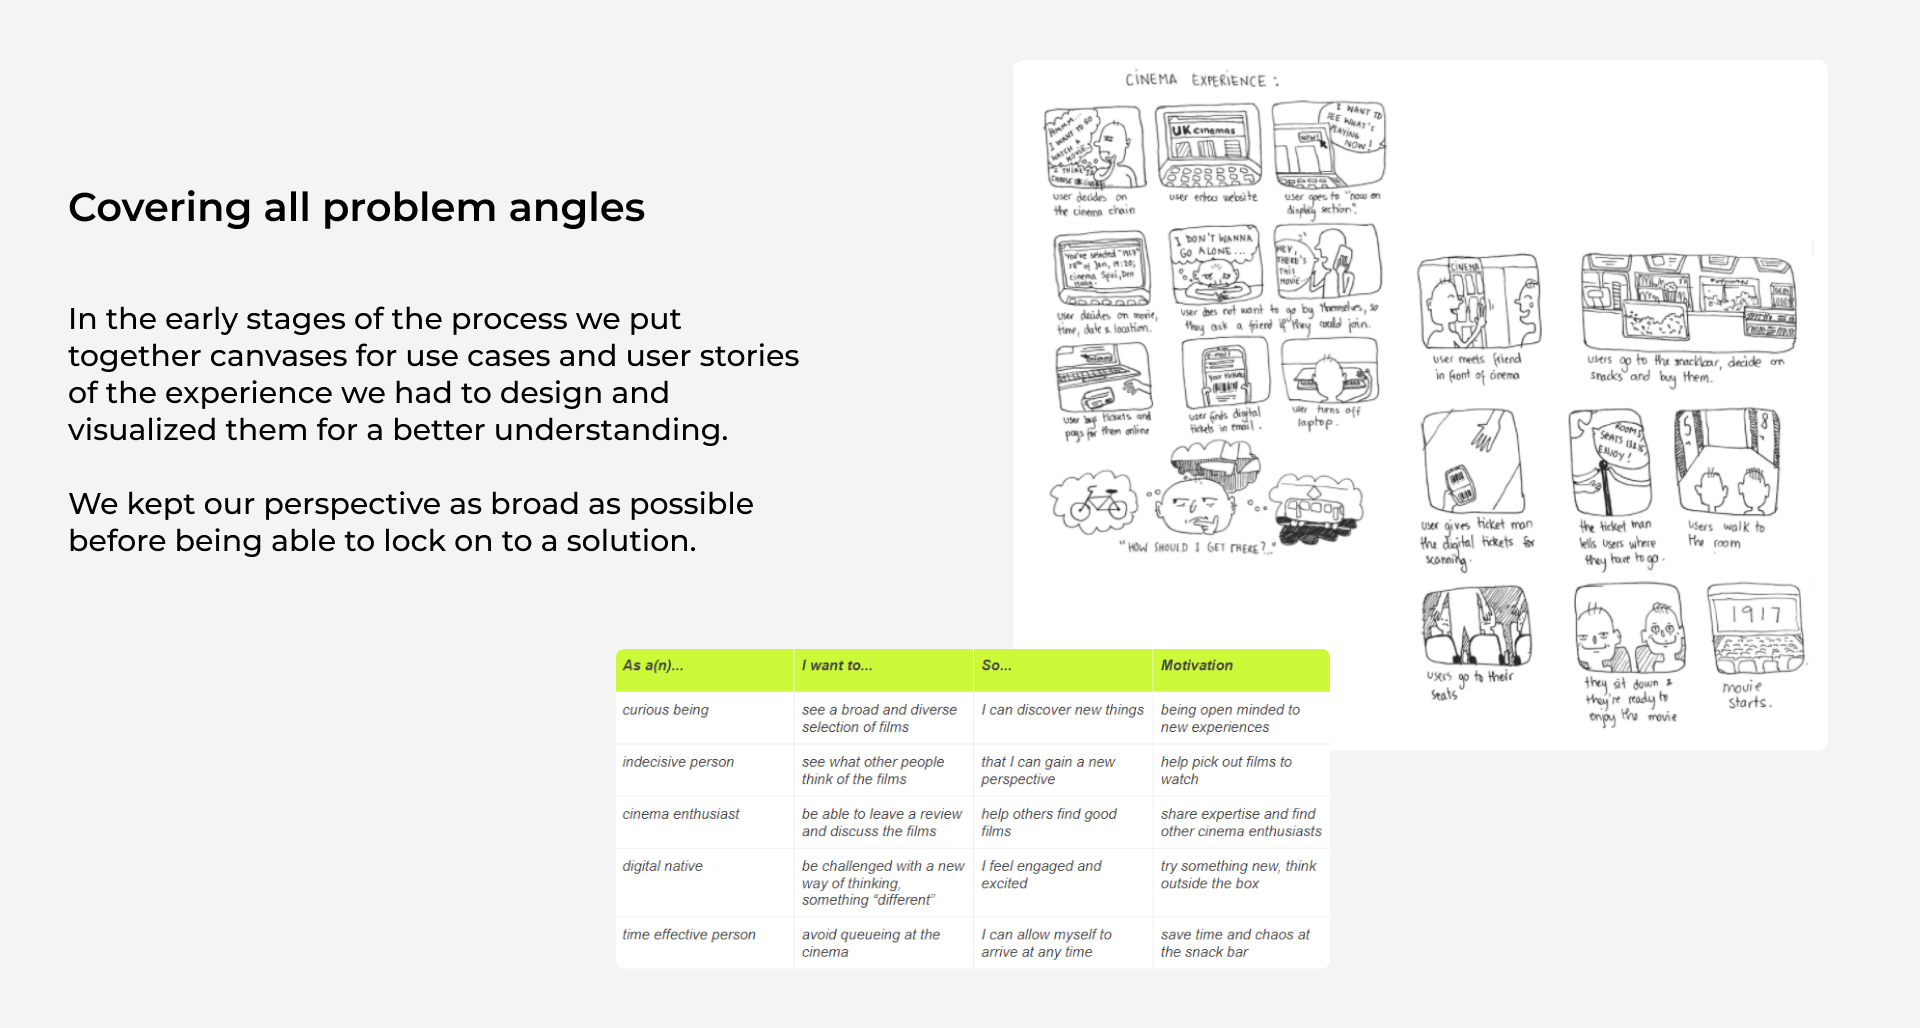 Covering all problem angles
In the early stages of the process we put
together canvases for use cases and user stories
of the experience we had to design and
visualized them for a better understanding.
We kept our perspective as broad as possible
before being able to lock on to a solution.
CINEMA EXPERIENCE:
HMMM...
I WANT TO GO
WATCH A
MOVIE.
I THINK I
user decides on
the cinema chain
UK cinemas
user enters website
I WANT TO
SEE WHAT'S
PLAYING
NOW!
NOW!
user goes to "now on
display section".
You've selected "1917"
cinema Spui, Den
Haag.
user decides on movie,
time, date & location.
I DON'T WANNA
GO ALONE...
HEY,
THERE'S
THIS
MOVIE
user does not want to go by themselves, so
they ask a friend if they could join.
user buys tickets and
pays for them online
Your tickets
user finds digital
tickets in email.
user turns off
laptop.
"HOW SHOULD I GET THERE?.."
CINEMA
user meets friend
in front of cinema
users go to the snackbar, decide on
snacks and buy them.
user gives ticket man
the digital tickets for
scanning.
ROOM 5,
SEATS
ENJOY!
the ticket man
tells users where
they have to go.
5
8
users walk to
the room
users go to their
seats
they sit down &
they're ready to
enjoy the movie
1917
movie
starts.
As a(n)... I want to... So... Motivation
curious being see a broad and diverse selection of films I can discover new things being open minded to new experiences
indecisive person see what other people think of the films that I can gain a new perspective help pick out films to watch
cinema enthusiast be able to leave a review and discuss the films help others find good films share expertise and find other cinema enthusiasts
digital native be challenged with a new way of thinking, something “different” I feel engaged and excited try something new, think outside the box
time effective person avoid queueing at the cinema I can allow myself to arrive at any time save time and chaos at the snack bar